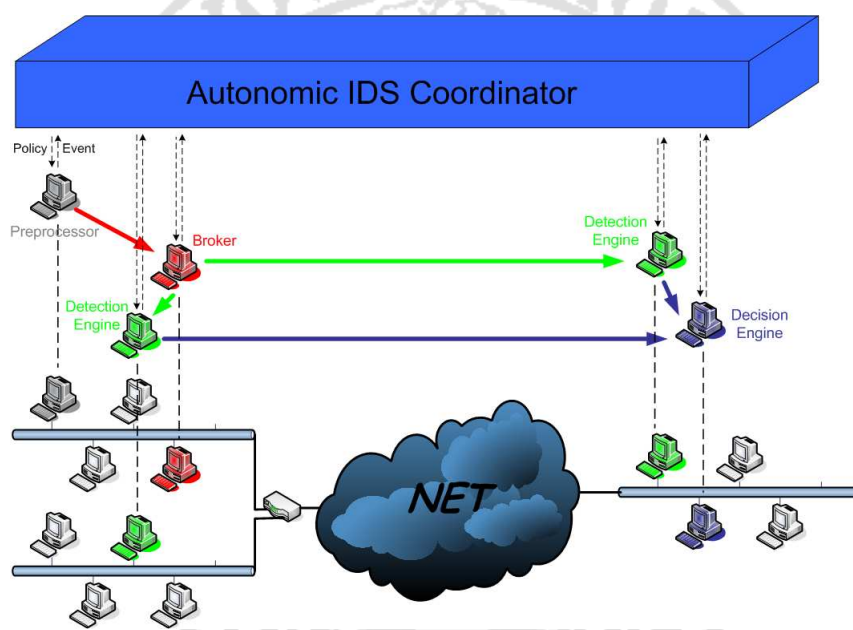 Autonomic IDS Coordinator
Policy Event
Preprocessor
Broker
Detection
Engine
Detection
Engine
Decision
Engine
NET